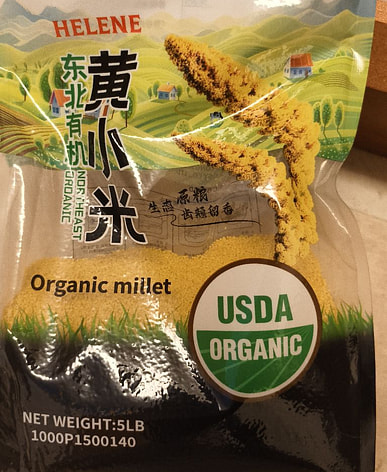 HELENE
东北有机
黄小米
NORTHEAST
ORGANIC
生态原粮
齿颊留香
Organic millet
USDA
ORGANIC
NET WEIGHT:5LB
1000P1500140